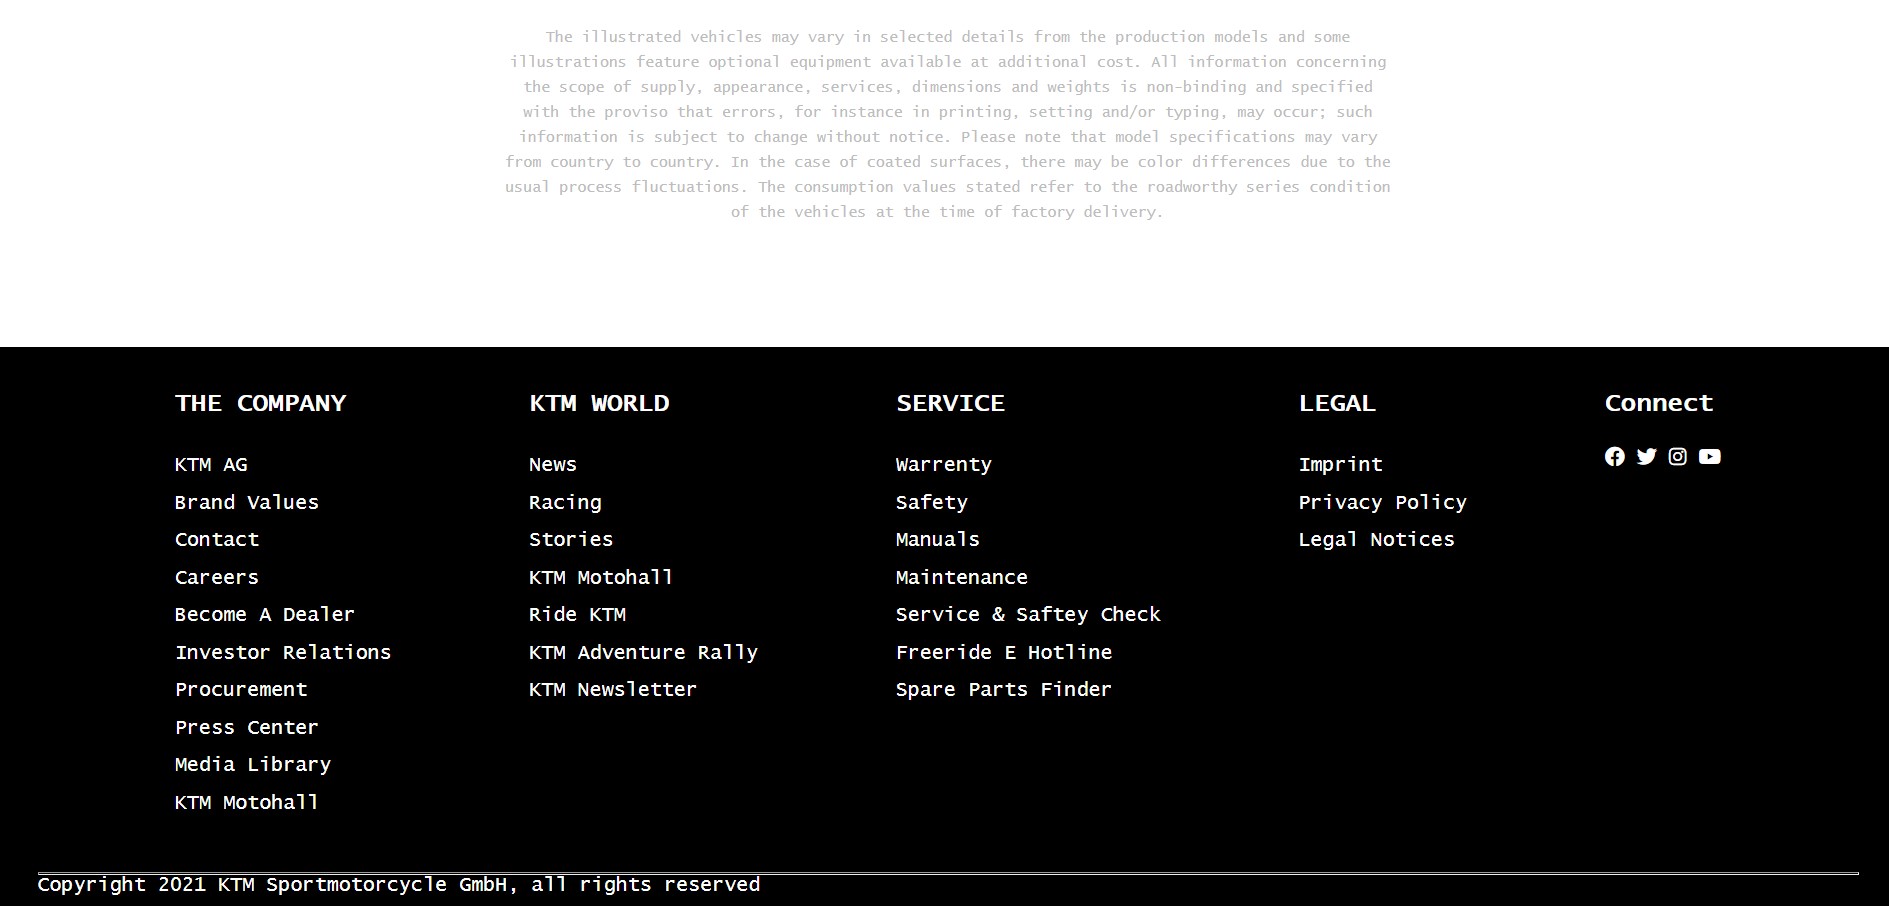 The illustrated vehicles may vary in selected details from the production models and some
illustrations feature optional equipment available at additional cost. All information concerning
the scope of supply, appearance, services, dimensions and weights is non-binding and specified
with the proviso that errors, for instance in printing, setting and/or typing, may occur; such
information is subject to change without notice. Please note that model specifications may vary
from country to country. In the case of coated surfaces, there may be color differences due to the
usual process fluctuations. The consumption values stated refer to the roadworthy series condition
of the vehicles at the time of factory delivery.
THE COMPANY
KTM AG
Brand Values
Contact
Careers
Become A Dealer
Investor Relations
Procurement
Press Center
Media Library
KTM Motohall
KTM WORLD
News
Racing
Stories
KTM Motohall
Ride KTM
KTM Adventure Rally
KTM Newsletter
SERVICE
Warrenty
Safety
Manuals
Maintenance
Service & Saftey Check
Freeride E Hotline
Spare Parts Finder
LEGAL
Imprint
Privacy Policy
Legal Notices
Connect
Copyright 2021 KTM Sportmotorcycle GmbH, all rights reserved